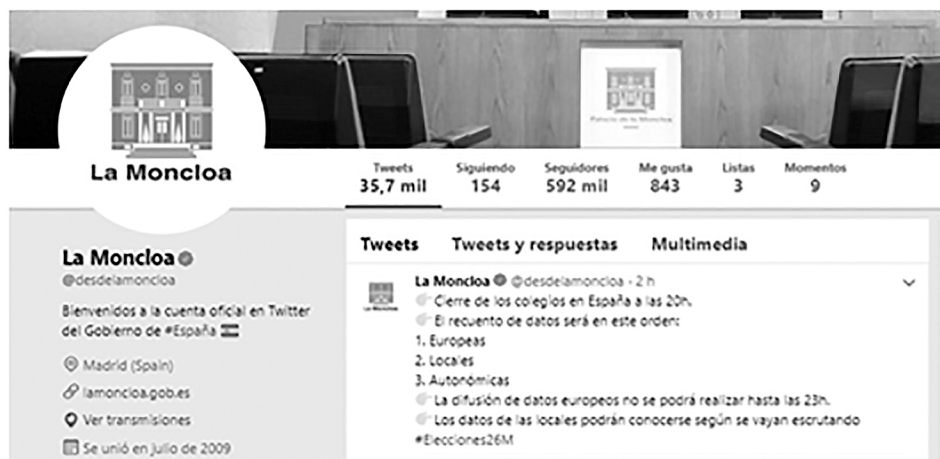 Palacio de la Moncloa
La Moncloa
Tweets Siguiendo Seguidores Me gusta Listas Momentos
35,7 mil 154 592 mil 843 3 9
La Moncloa
@desdelamoncloa
Bienvenidos a la cuenta oficial en Twitter
del Gobierno de #España
Madrid (Spain)
lamoncloa.gob.es
Ver transmisiones
Se unió en julio de 2009
Tweets Tweets y respuestas Multimedia
La Moncloa
La Moncloa @desdelamoncloa · 2 h
Cierre de los colegios en España a las 20h.
El recuento de datos será en este orden:
1. Europeas
2. Locales
3. Autonómicas
La difusión de datos europeos no se podrá realizar hasta las 23h.
Los datos de las locales podrán conocerse según se vayan escrutando
#Elecciones26M